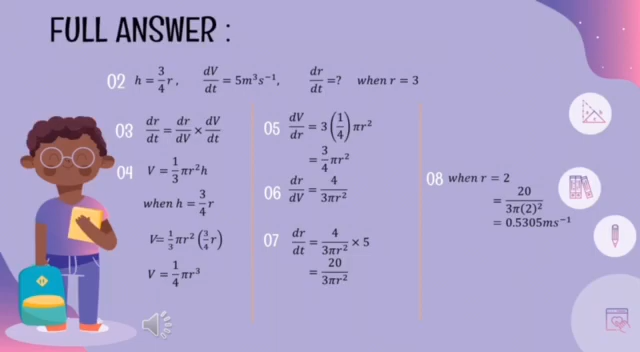 FULL ANSWER :
02 h = 3/4 r , dV/dt = 5m³s⁻¹, dr/dt =? when r = 3
03 dr/dt = dr/dV × dV/dt
04 V = 1/3 πr²h
when h = 3/4 r
V= 1/3 πr² (3/4 r)
V = 1/4 πr³
05 dV/dr = 3 (1/4) πr²
= 3/4 πr²
06 dr/dV = 4/3πr²
07 dr/dt = 4/3πr² × 5
= 20/3πr²
08 when r = 2
= 20/3π(2)²
= 0.5305ms⁻¹